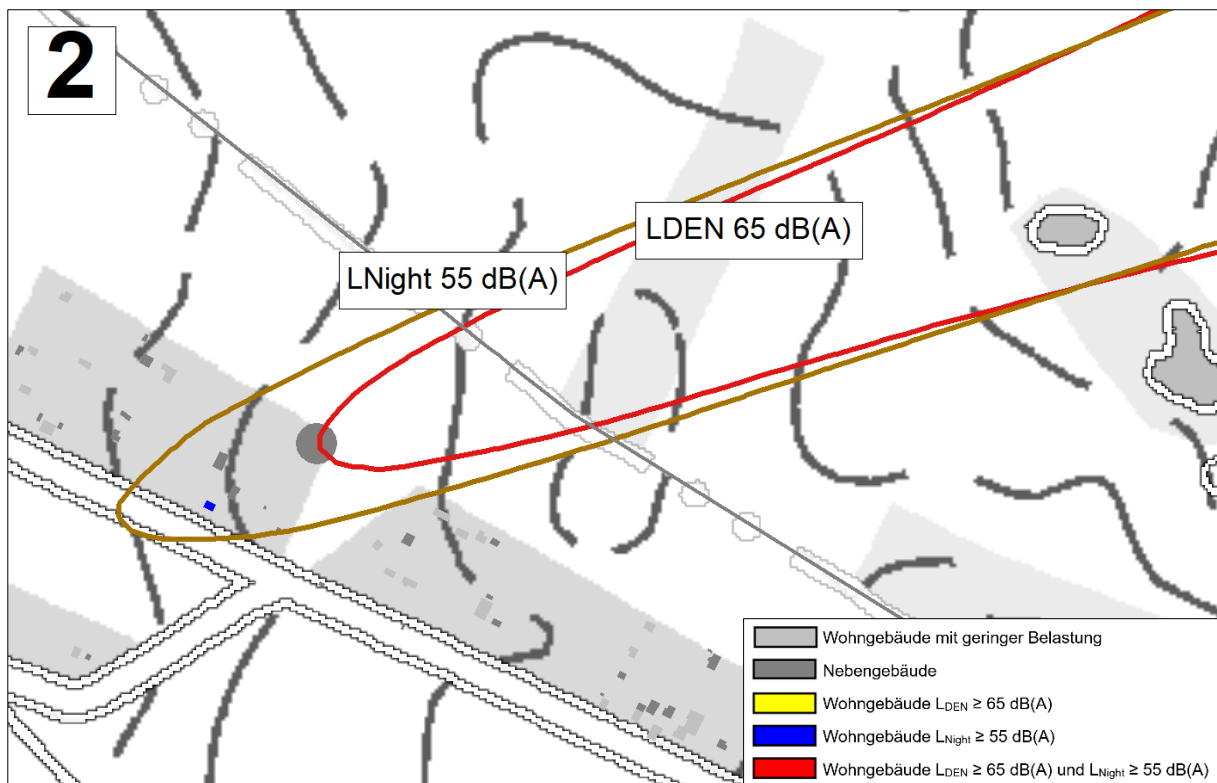 2
LDEN 65 dB(A)
LNight 55 dB(A)
Wohngebäude mit geringer Belastung
Nebengebäude
Wohngebäude LDEN ≥ 65 dB(A)
Wohngebäude LNight ≥ 55 dB(A)
Wohngebäude LDEN ≥ 65 dB(A) und LNight ≥ 55 dB(A)